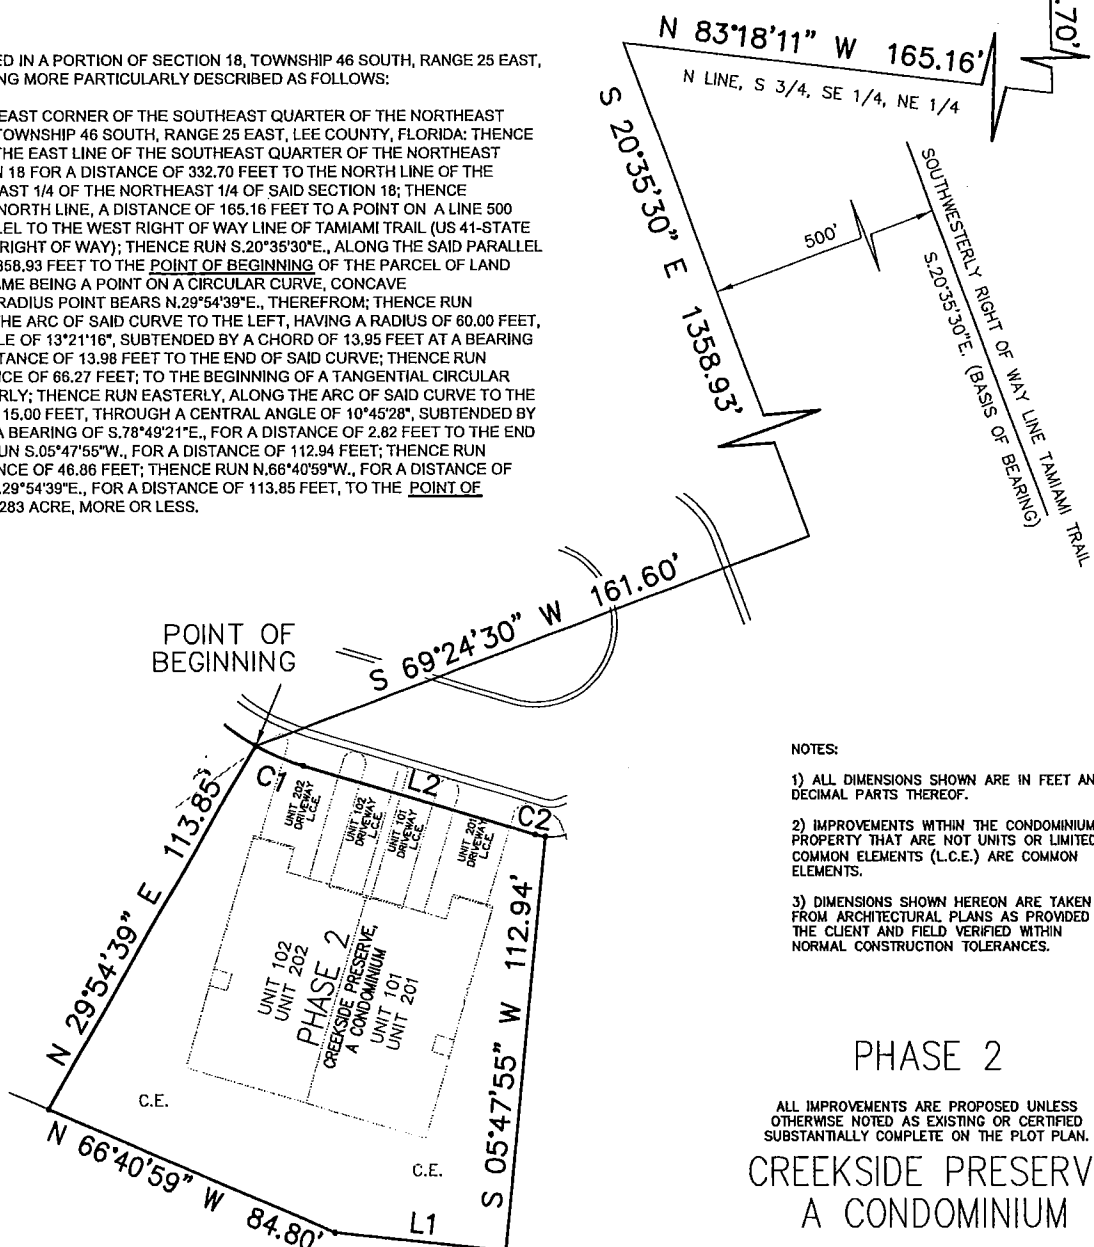 ED IN A PORTION OF SECTION 18, TOWNSHIP 46 SOUTH, RANGE 25 EAST,
NG MORE PARTICULARLY DESCRIBED AS FOLLOWS:
EAST CORNER OF THE SOUTHEAST QUARTER OF THE NORTHEAST
TOWNSHIP 46 SOUTH, RANGE 25 EAST, LEE COUNTY, FLORIDA; THENCE
THE EAST LINE OF THE SOUTHEAST QUARTER OF THE NORTHEAST
N 18 FOR A DISTANCE OF 332.70 FEET TO THE NORTH LINE OF THE
AST 1/4 OF THE NORTHEAST 1/4 OF SAID SECTION 18; THENCE
NORTH LINE, A DISTANCE OF 165.16 FEET TO A POINT ON A LINE 500
LEL TO THE WEST RIGHT OF WAY LINE OF TAMIAMI TRAIL (US 41-STATE
RIGHT OF WAY); THENCE RUN S.20°35'30"E., ALONG THE SAID PARALLEL
358.93 FEET TO THE POINT OF BEGINNING OF THE PARCEL OF LAND
AME BEING A POINT ON A CIRCULAR CURVE, CONCAVE
RADIUS POINT BEARS N.29°54'39"E., THEREFROM; THENCE RUN
THE ARC OF SAID CURVE TO THE LEFT, HAVING A RADIUS OF 60.00 FEET,
LE OF 13°21'16", SUBTENDED BY A CHORD OF 13.95 FEET AT A BEARING
TANCE OF 13.98 FEET TO THE END OF SAID CURVE; THENCE RUN
CE OF 66.27 FEET; TO THE BEGINNING OF A TANGENTIAL CIRCULAR
RLY; THENCE RUN EASTERLY, ALONG THE ARC OF SAID CURVE TO THE
15.00 FEET, THROUGH A CENTRAL ANGLE OF 10°45'28", SUBTENDED BY
A BEARING OF S.78°49'21"E., FOR A DISTANCE OF 2.82 FEET TO THE END
UN S.05°47'55"W., FOR A DISTANCE OF 112.94 FEET; THENCE RUN
NCE OF 46.86 FEET; THENCE RUN N.66°40'59"W., FOR A DISTANCE OF
.29°54'39"E., FOR A DISTANCE OF 113.85 FEET, TO THE POINT OF
283 ACRE, MORE OR LESS.
.70'
N 83°18'11" W 165.16'
N LINE, S 3/4, SE 1/4, NE 1/4
S 20°35'30" E 1358.93'
500'
SOUTHWESTERLY RIGHT OF WAY LINE TAMIAMI TRAIL
S.20°35'30"E. (BASIS OF BEARING)
S 69°24'30" W 161.60'
POINT OF
BEGINNING
C1
L2
C2
UNIT 202
DRIVEWAY
L.C.E.
UNIT 102
DRIVEWAY
L.C.E.
UNIT 101
DRIVEWAY
L.C.E.
UNIT 201
DRIVEWAY
L.C.E.
N 29°54'39" E 113.85'
UNIT 102
UNIT 202
PHASE 2
CREEKSIDE PRESERVE,
A CONDOMINIUM
UNIT 101
UNIT 201
S 05°47'55" W 112.94'
C.E.
C.E.
N 66°40'59" W 84.80'
L1
NOTES:
1) ALL DIMENSIONS SHOWN ARE IN FEET AN
DECIMAL PARTS THEREOF.
2) IMPROVEMENTS WITHIN THE CONDOMINIUM
PROPERTY THAT ARE NOT UNITS OR LIMITED
COMMON ELEMENTS (L.C.E.) ARE COMMON
ELEMENTS.
3) DIMENSIONS SHOWN HEREON ARE TAKEN
FROM ARCHITECTURAL PLANS AS PROVIDED
THE CLIENT AND FIELD VERIFIED WITHIN
NORMAL CONSTRUCTION TOLERANCES.
PHASE 2
ALL IMPROVEMENTS ARE PROPOSED UNLESS
OTHERWISE NOTED AS EXISTING OR CERTIFIED
SUBSTANTIALLY COMPLETE ON THE PLOT PLAN.
CREEKSIDE PRESERV
A CONDOMINIUM